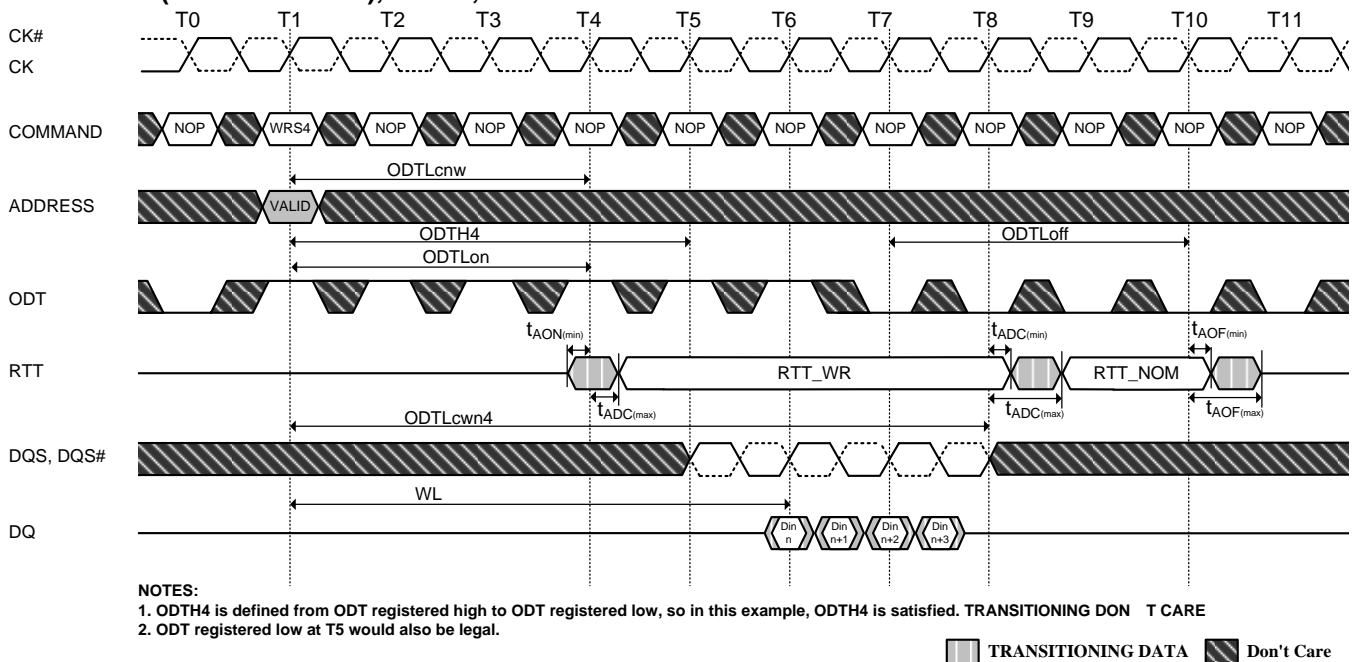 T0 T1 T2 T3 T4 T5 T6 T7 T8 T9 T10 T11
CK#
CK
COMMAND
NOP WRS4 NOP NOP NOP NOP NOP NOP NOP NOP NOP NOP
ODTLcnw
ADDRESS
VALID
ODTH4
ODTLoff
ODTLon
ODT
tAON(min)
tADC(min)
tAOF(min)
RTT
RTT_WR
RTT_NOM
tADC(max)
tADC(max)
tAOF(max)
ODTLcwn4
DQS, DQS#
WL
DQ
Din n
Din n+1
Din n+2
Din n+3
NOTES:
1. ODTH4 is defined from ODT registered high to ODT registered low, so in this example, ODTH4 is satisfied. TRANSITIONING DON T CARE
2. ODT registered low at T5 would also be legal.
TRANSITIONING DATA Don't Care